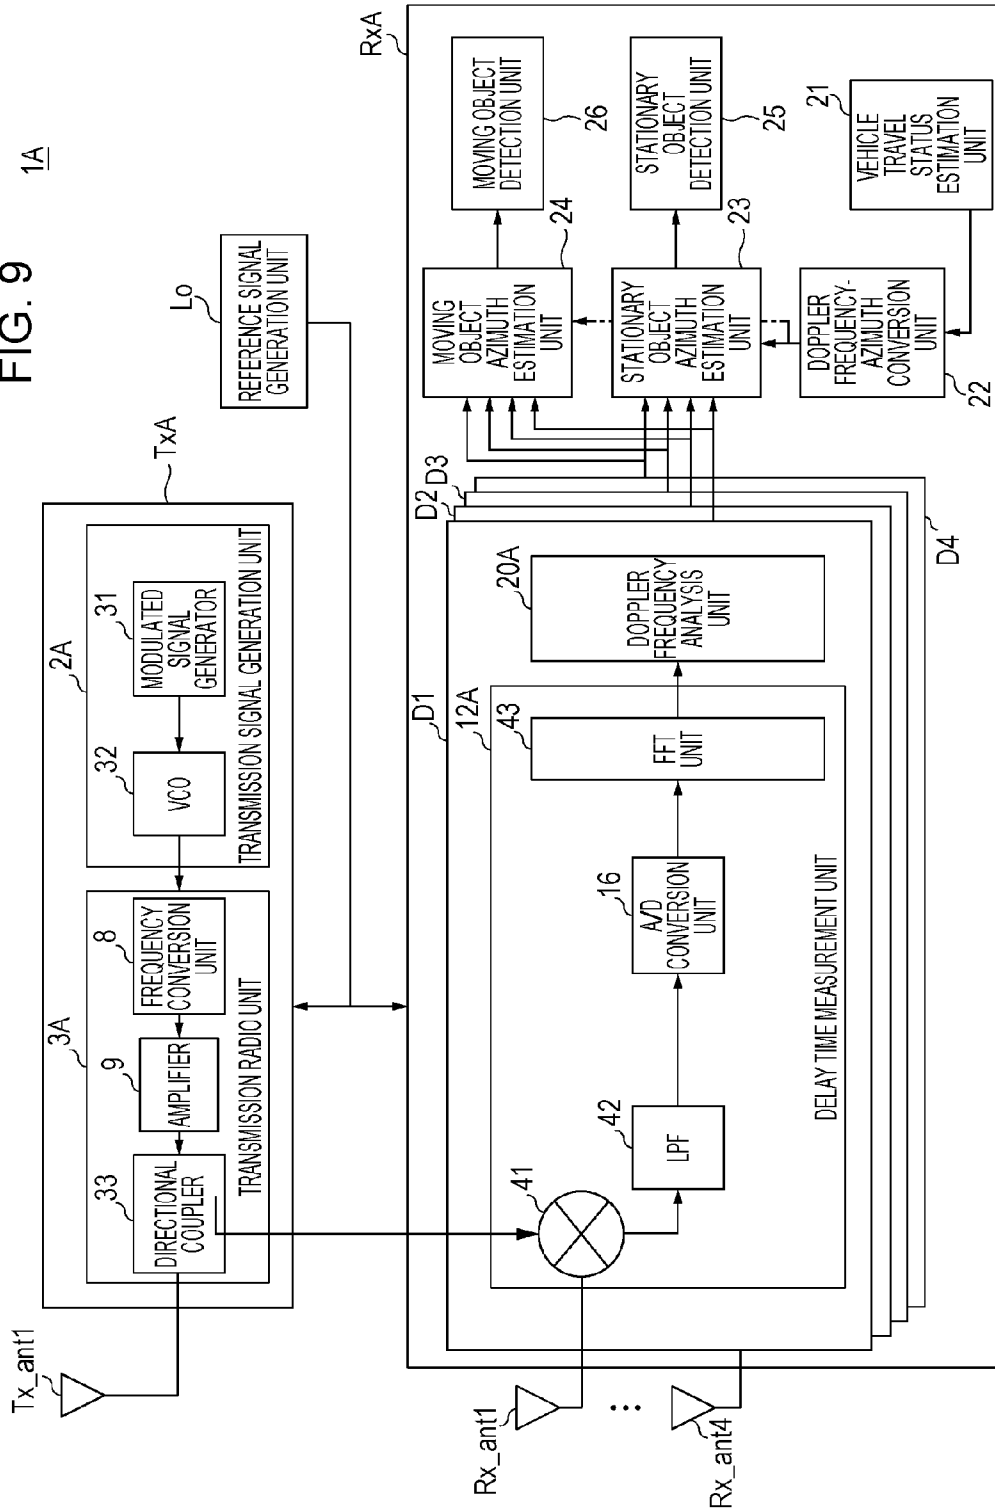 FIG. 9
1A
Lo
REFERENCE SIGNAL
GENERATION UNIT
TxA
2A
31
MODULATED
SIGNAL
GENERATOR
32
VCO
TRANSMISSION SIGNAL GENERATION UNIT
3A
8
FREQUENCY
CONVERSION
UNIT
9
AMPLIFIER
33
DIRECTIONAL
COUPLER
TRANSMISSION RADIO UNIT
Tx_ant1
RxA
Rx_ant1
Rx_ant4
D1
D2
D3
D4
12A
41
42
LPF
16
A/D
CONVERSION
UNIT
43
FFT
UNIT
DELAY TIME MEASUREMENT UNIT
20A
DOPPLER
FREQUENCY
ANALYSIS
UNIT
MOVING
OBJECT
AZIMUTH
ESTIMATION
UNIT
24
MOVING OBJECT
DETECTION UNIT
26
STATIONARY
OBJECT
AZIMUTH
ESTIMATION
UNIT
23
STATIONARY
OBJECT
DETECTION UNIT
25
DOPPLER
FREQUENCY-
AZIMUTH
CONVERSION
UNIT
22
21
VEHICLE
TRAVEL
STATUS
ESTIMATION
UNIT